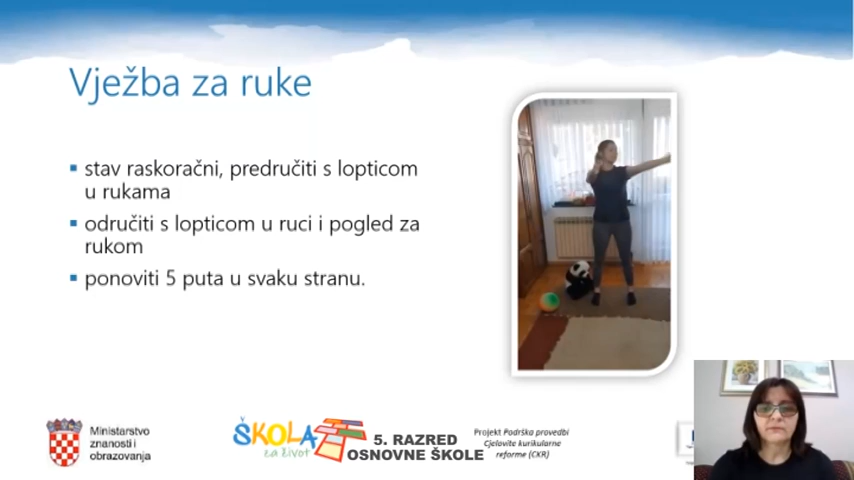 Vježba za ruke
stav raskoračni, predručiti s lopticom
u rukama
odručiti s lopticom u ruci i pogled za
rukom
ponoviti 5 puta u svaku stranu.
Ministarstvo
znanosti i
obrazovanja
ŠKOLA
za život
5. RAZRED
OSNOVNE ŠKOLE
Projekt Podrška provedbi
Cjelovite kurikularne
reforme (CKR)